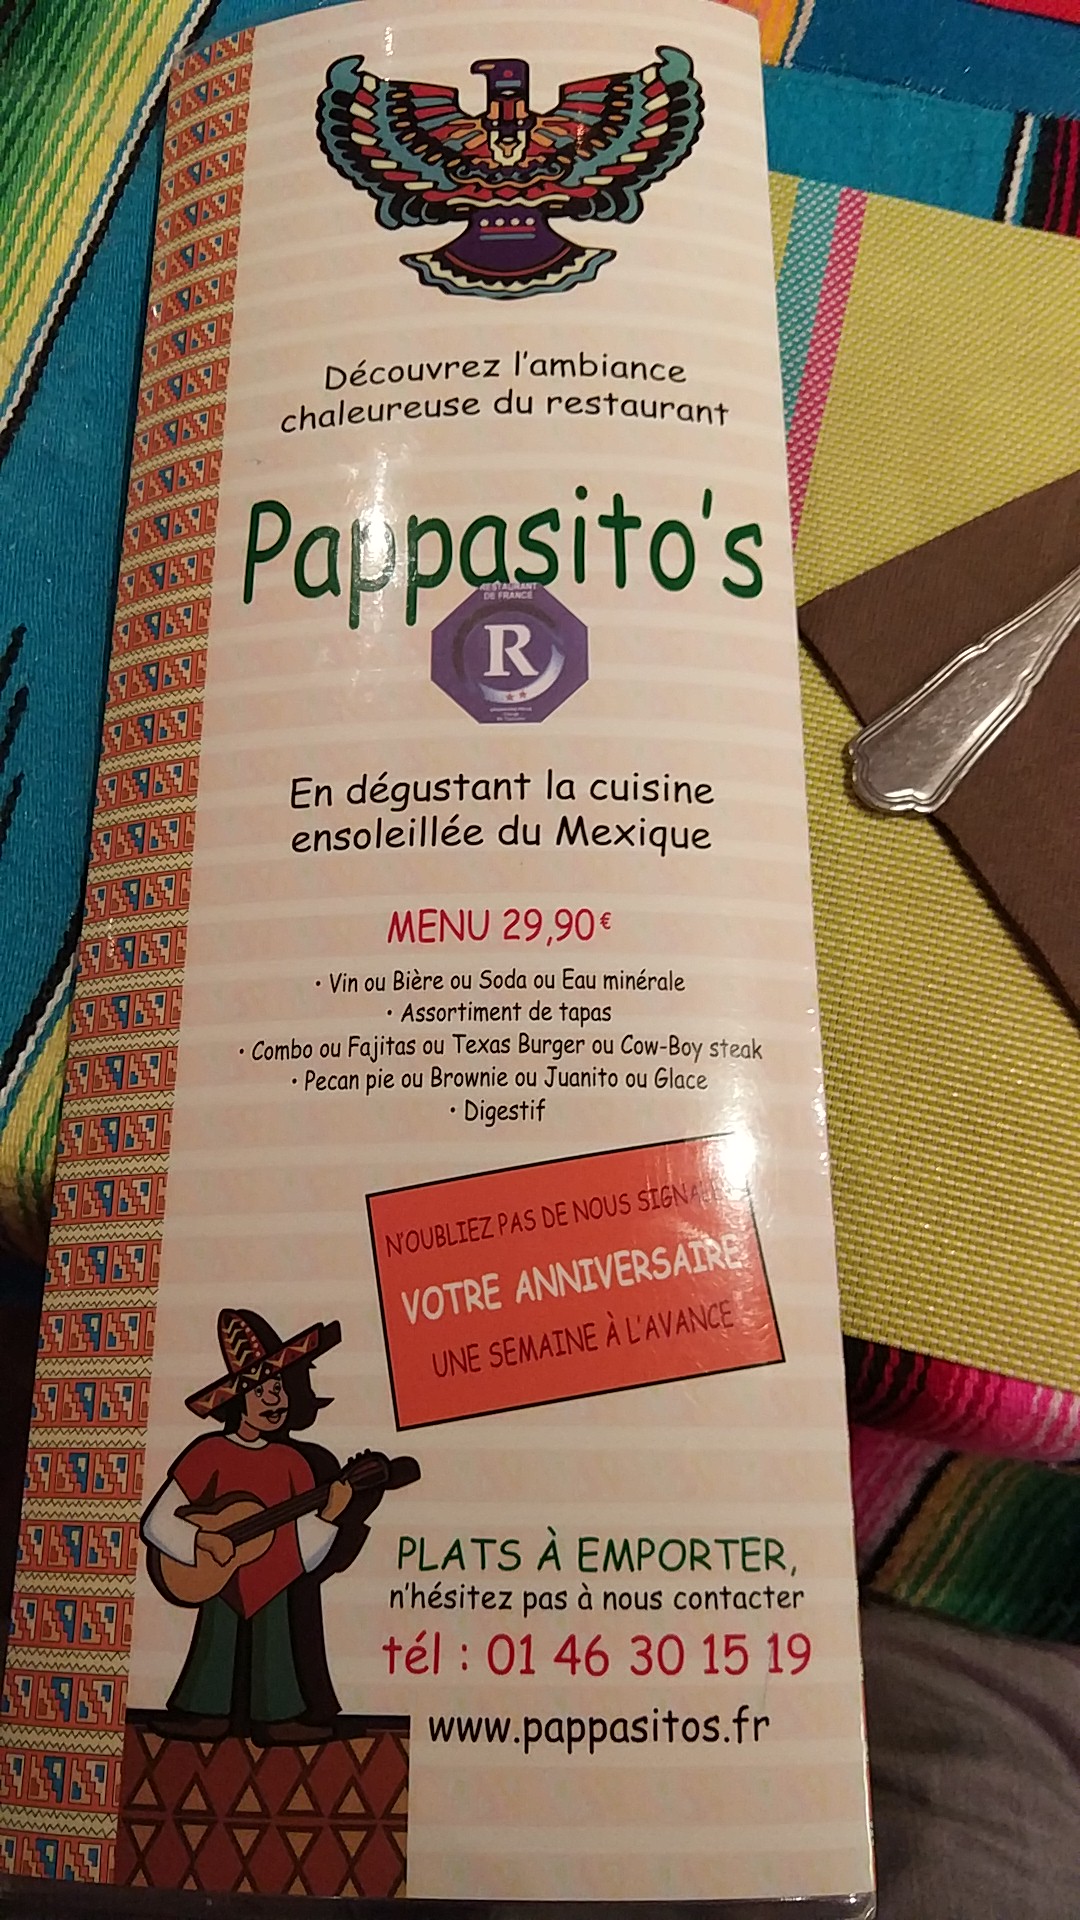 Découvrez l'ambiance
chaleureuse du restaurant
Pappasito's
RESTAURANT
DE FRANCE
R
En dégustant la cuisine
ensoleillée du Mexique
MENU 29,90€
· Vin ou Bière ou Soda ou Eau minérale
· Assortiment de tapas
· Combo ou Fajitas ou Texas Burger ou Cow-Boy steak
· Pecan pie ou Brownie ou Juanito ou Glace
· Digestif
N'OUBLIEZ PAS DE NOUS
VOTRE ANNIVERSAIRE
UNE SEMAINE À L'AVANCE
PLATS À EMPORTER,
n'hésitez pas à nous contacter
tél : 01 46 30 15 19
www.pappasitos.fr